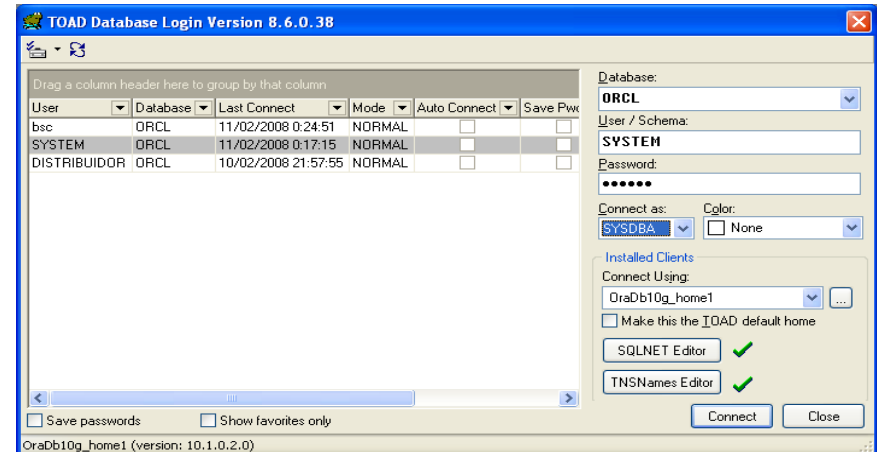 TOAD Database Login Version 8.6.0.38
Drag a column header here to group by that column
User Database Last Connect Mode Auto Connect Save Pwd
bsc ORCL 11/02/2008 0:24:51 NORMAL
SYSTEM ORCL 11/02/2008 0:17:15 NORMAL
DISTRIBUIDOR ORCL 10/02/2008 21:57:55 NORMAL
Save passwords Show favorites only
Database:
ORCL
User / Schema:
SYSTEM
Password:
••••••
Connect as: Color:
SYSDBA None
Installed Clients
Connect Using:
OraDb10g_home1 ...
Make this the TOAD default home
SQLNET Editor
TNSNames Editor
Connect Close
OraDb10g_home1 (version: 10.1.0.2.0)